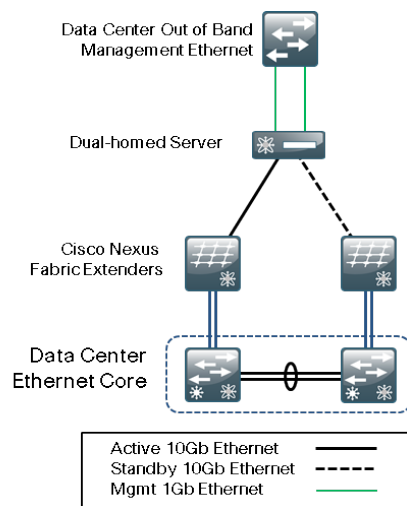 Data Center Out of Band
Management Ethernet
Dual-homed Server
Cisco Nexus
Fabric Extenders
Data Center
Ethernet Core
Active 10Gb Ethernet
Standby 10Gb Ethernet
Mgmt 1Gb Ethernet